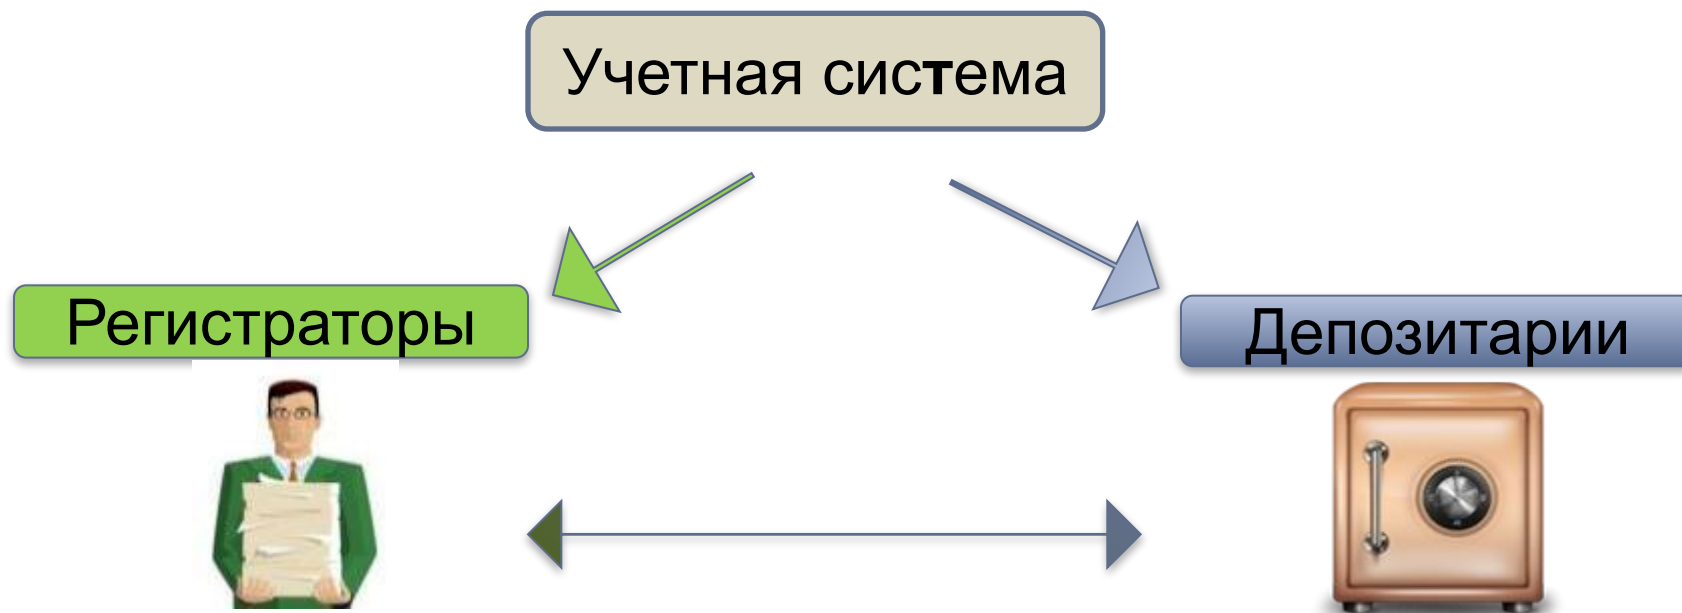 Учетная система
Регистраторы
Депозитарии